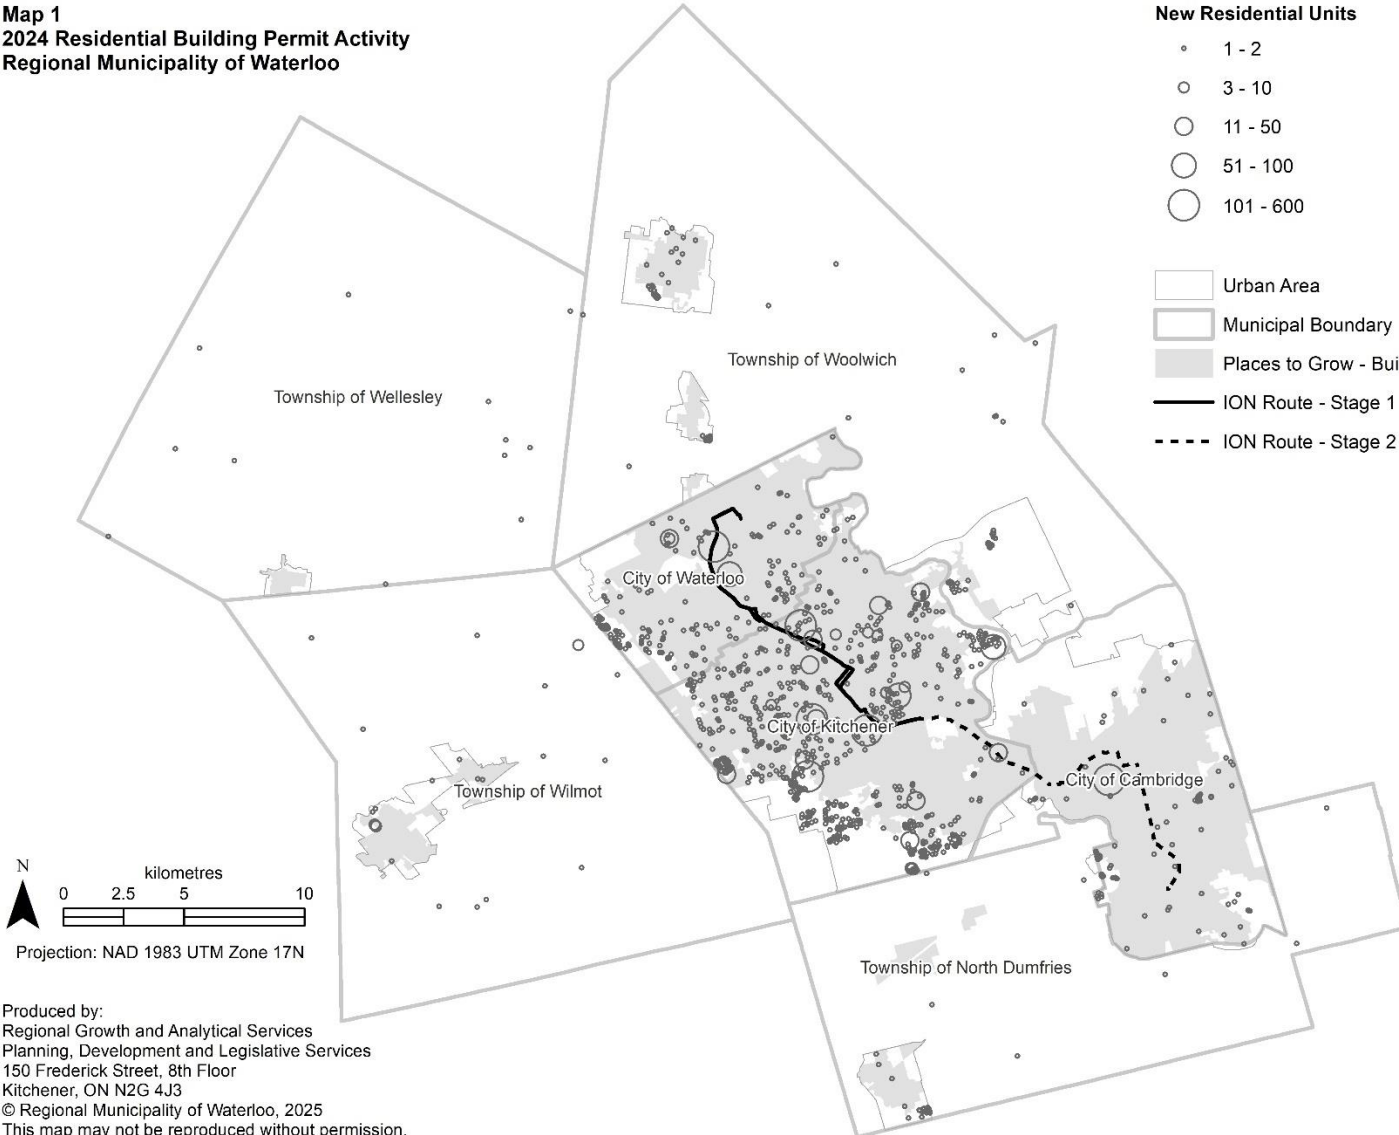 Map 1
2024 Residential Building Permit Activity
Regional Municipality of Waterloo
New Residential Units
1 - 2
3 - 10
11 - 50
51 - 100
101 - 600
Urban Area
Municipal Boundary
Places to Grow - Bui
ION Route - Stage 1
ION Route - Stage 2
Township of Woolwich
Township of Wellesley
City of Waterloo
City of Kitchener
City of Cambridge
Township of Wilmot
Township of North Dumfries
N
kilometres
0 2.5 5 10
Projection: NAD 1983 UTM Zone 17N
Produced by:
Regional Growth and Analytical Services
Planning, Development and Legislative Services
150 Frederick Street, 8th Floor
Kitchener, ON N2G 4J3
© Regional Municipality of Waterloo, 2025
This map may not be reproduced without permission.